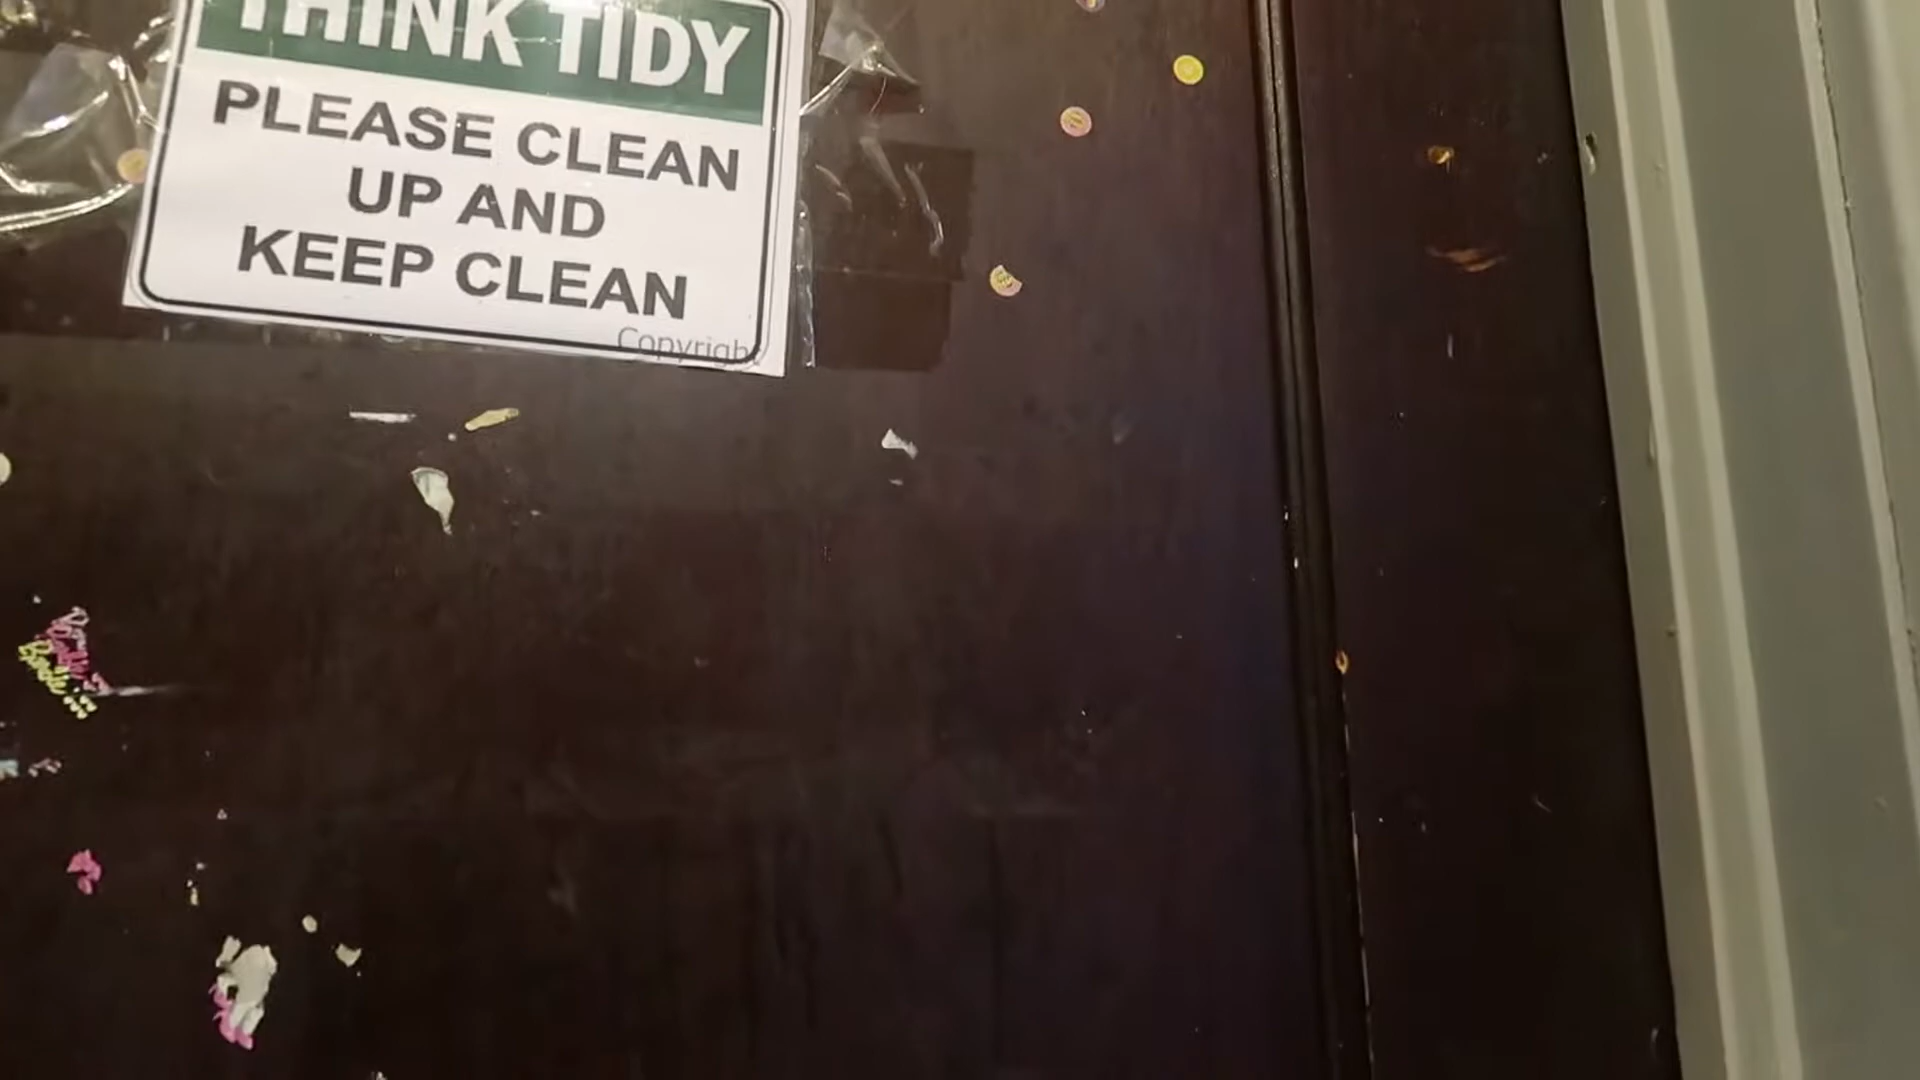 THINK TIDY
PLEASE CLEAN
UP AND
KEEP CLEAN
Copyright